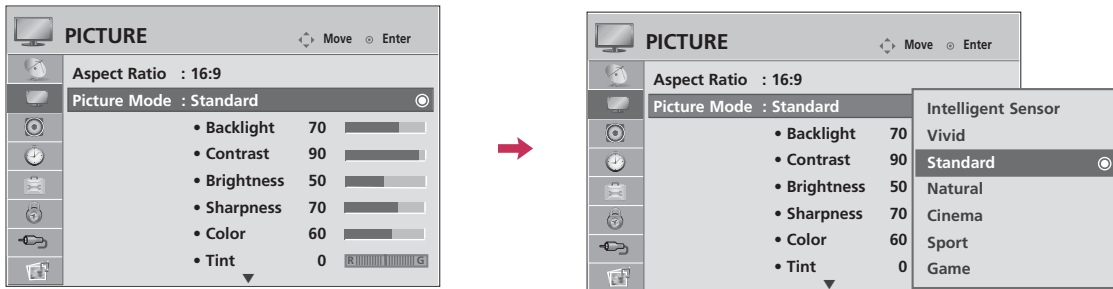 PICTURE Move Enter
Aspect Ratio : 16:9
Picture Mode : Standard
• Backlight 70
• Contrast 90
• Brightness 50
• Sharpness 70
• Color 60
• Tint 0 R G
PICTURE Move Enter
Aspect Ratio : 16:9
Picture Mode : Standard
• Backlight 70
• Contrast 90
• Brightness 50
• Sharpness 70
• Color 60
• Tint 0
Intelligent Sensor
Vivid
Standard
Natural
Cinema
Sport
Game